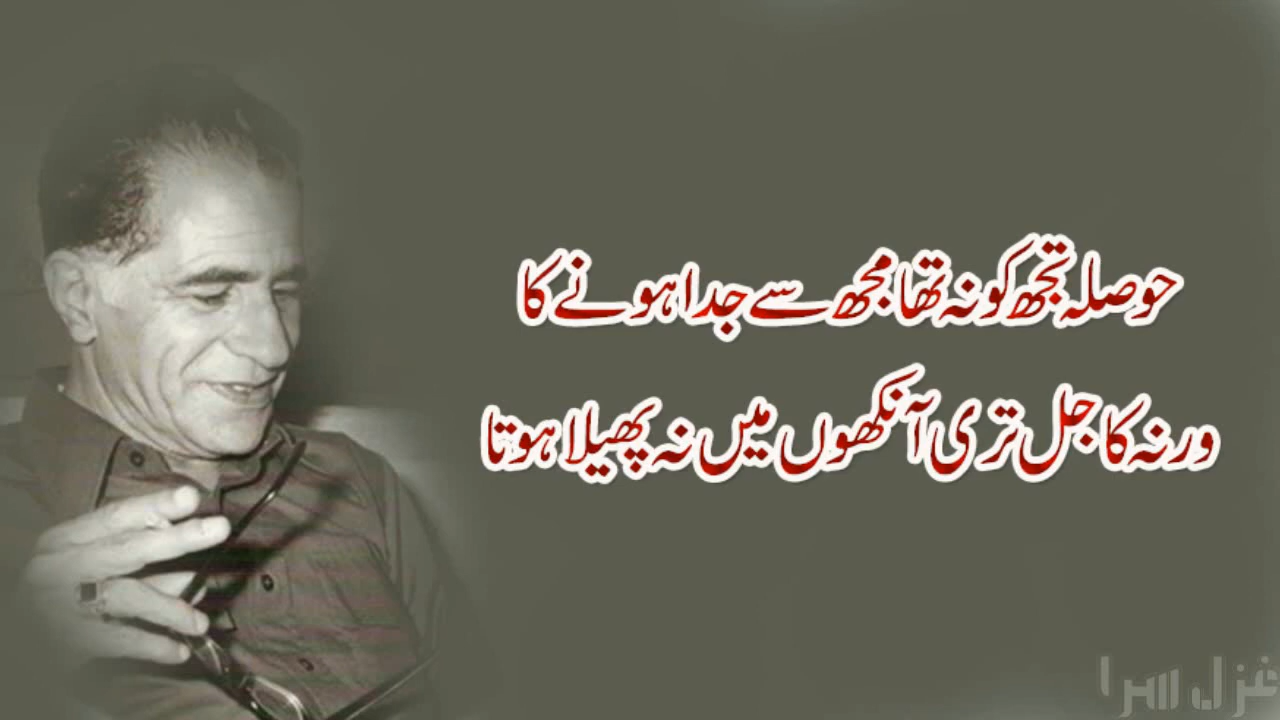 حوصلہ تجھ کو نہ تھا مجھ سے جدا ہونے کا
ورنہ کاجل تری آنکھوں میں نہ پھیلا ہوتا
غزل سرا